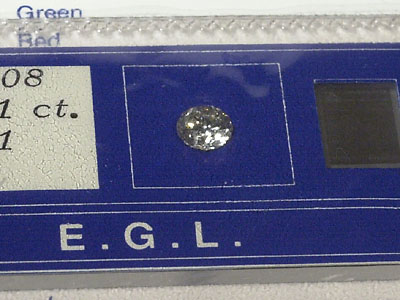 Green
Red
08
1 ct.
1
E.G.L.